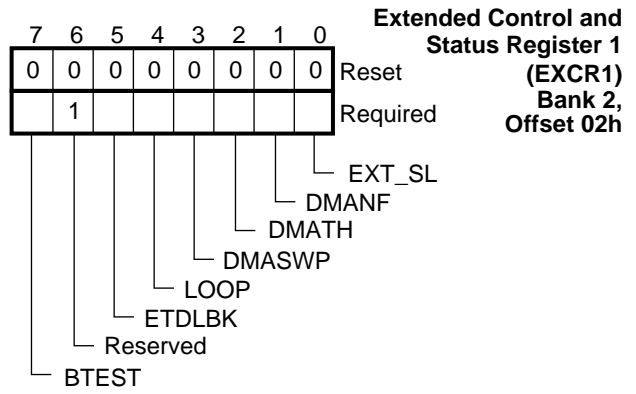 Extended Control and
Status Register 1
(EXCR1)
Bank 2,
Offset 02h
7 6 5 4 3 2 1 0
0 0 0 0 0 0 0 0 Reset
1 Required
EXT_SL
DMANF
DMATH
DMASWP
LOOP
ETDLBK
Reserved
BTEST